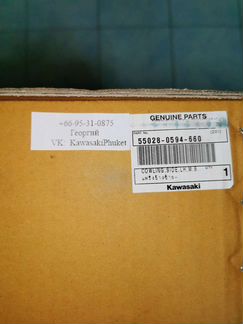 +66-95-31-0875
Георгий
VK: KawasakiPhuket
GENUINE PARTS
PART NO.
55028-0594-660
COWLING,SIDE,LH,M.S.
1
Kawasaki